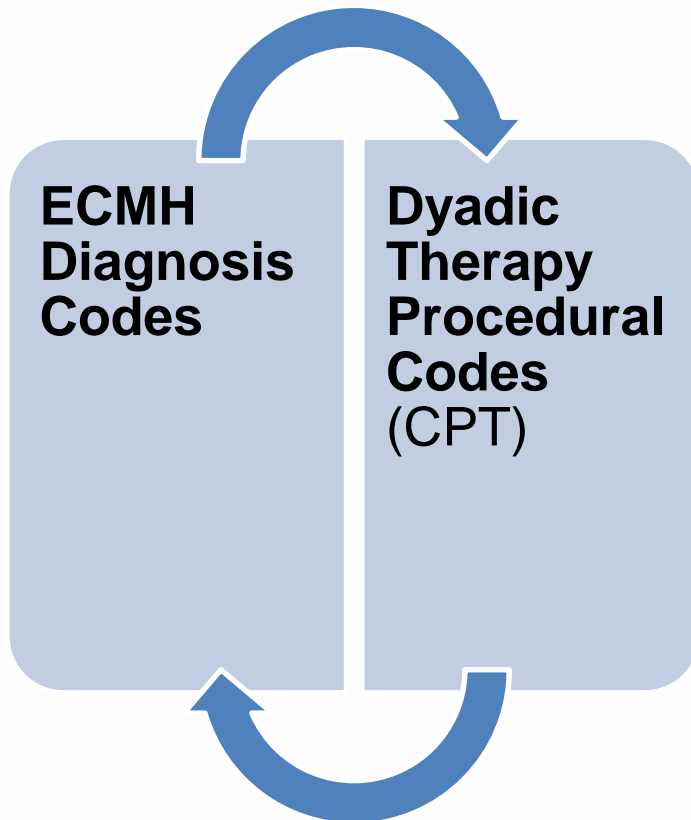 ECMH
Diagnosis
Codes
Dyadic
Therapy
Procedural
Codes
(CPT)